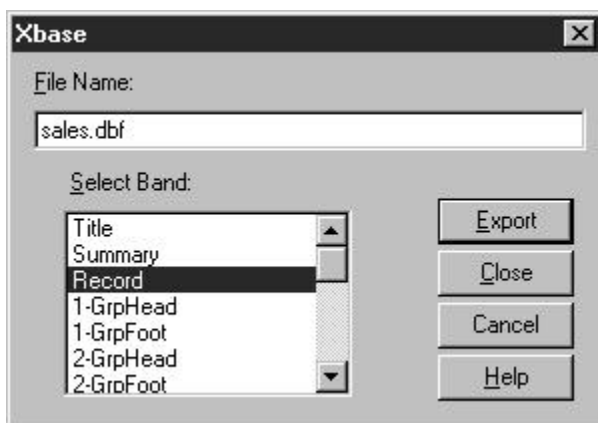 Xbase
File Name:
sales.dbf
Select Band:
Title
Summary
Record
1-GrpHead
1-GrpFoot
2-GrpHead
2-GrpFoot
Export
Close
Cancel
Help